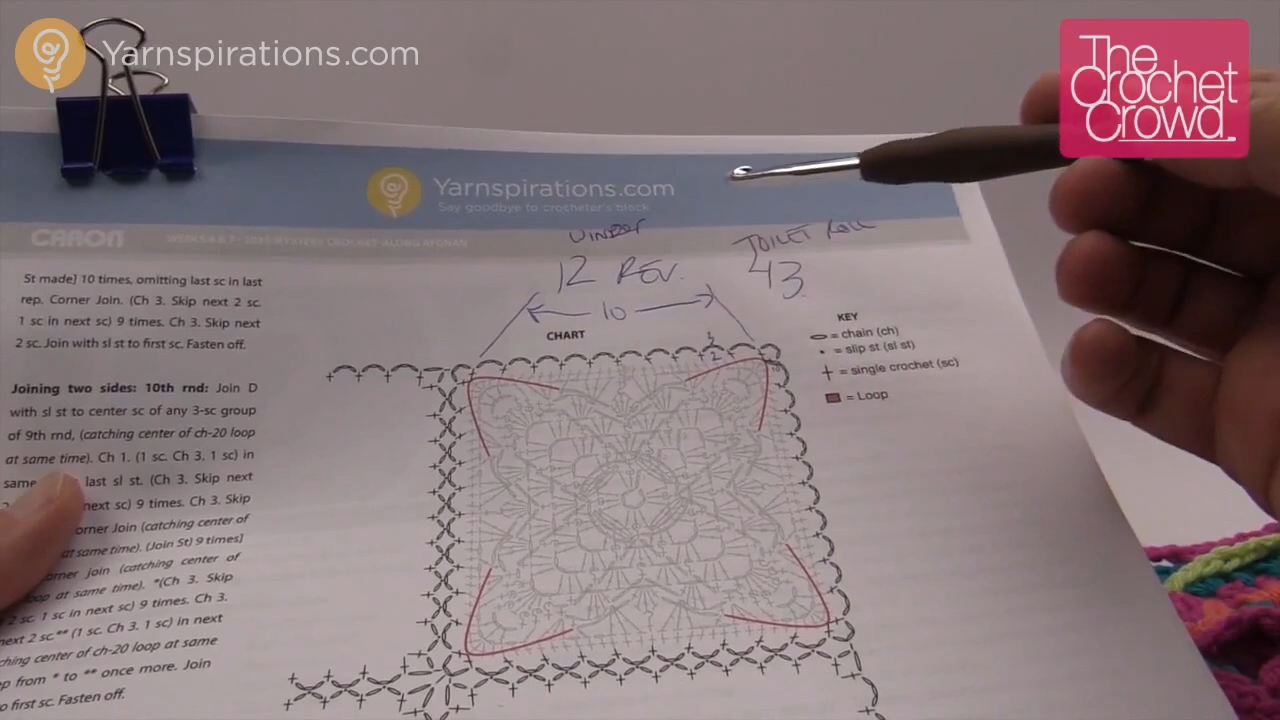 Yarnspirations.com
The
Crochet
Crowd
Yarnspirations.com
Say goodbye to crocheter's block
CARON
TOILET ROLL
12 REV. 43
10
CHART
1/2
KEY
= chain (ch)
= slip st (sl st)
= single crochet (sc)
= Loop
St made] 10 times, omitting last sc in last
rep. Corner Join. (Ch 3. Skip next 2 sc.
1 sc in next sc) 9 times. Ch 3. Skip next
2 sc. Join with sl st to first sc. Fasten off.
Joining two sides: 10th rnd: Join D
with sl st to center sc of any 3-sc group
of 9th rnd, (catching center of ch-20 loop
at same time). Ch 1. (1 sc. Ch 3. 1 sc) in
same last sl st. (Ch 3. Skip
next sc) 9 times. Ch 3. Skip
orner Join (catching center of
at same time). (Join St) 9 times]
orner join (catching center of
op at same time). *(Ch 3. Skip
2 sc. 1 sc in next sc) 9 times. Ch 3.
next 2 sc.** (1 sc. Ch 3. 1 sc) in next
ching center of ch-20 loop at same
ep from * to ** once more. Join
o first sc. Fasten off.